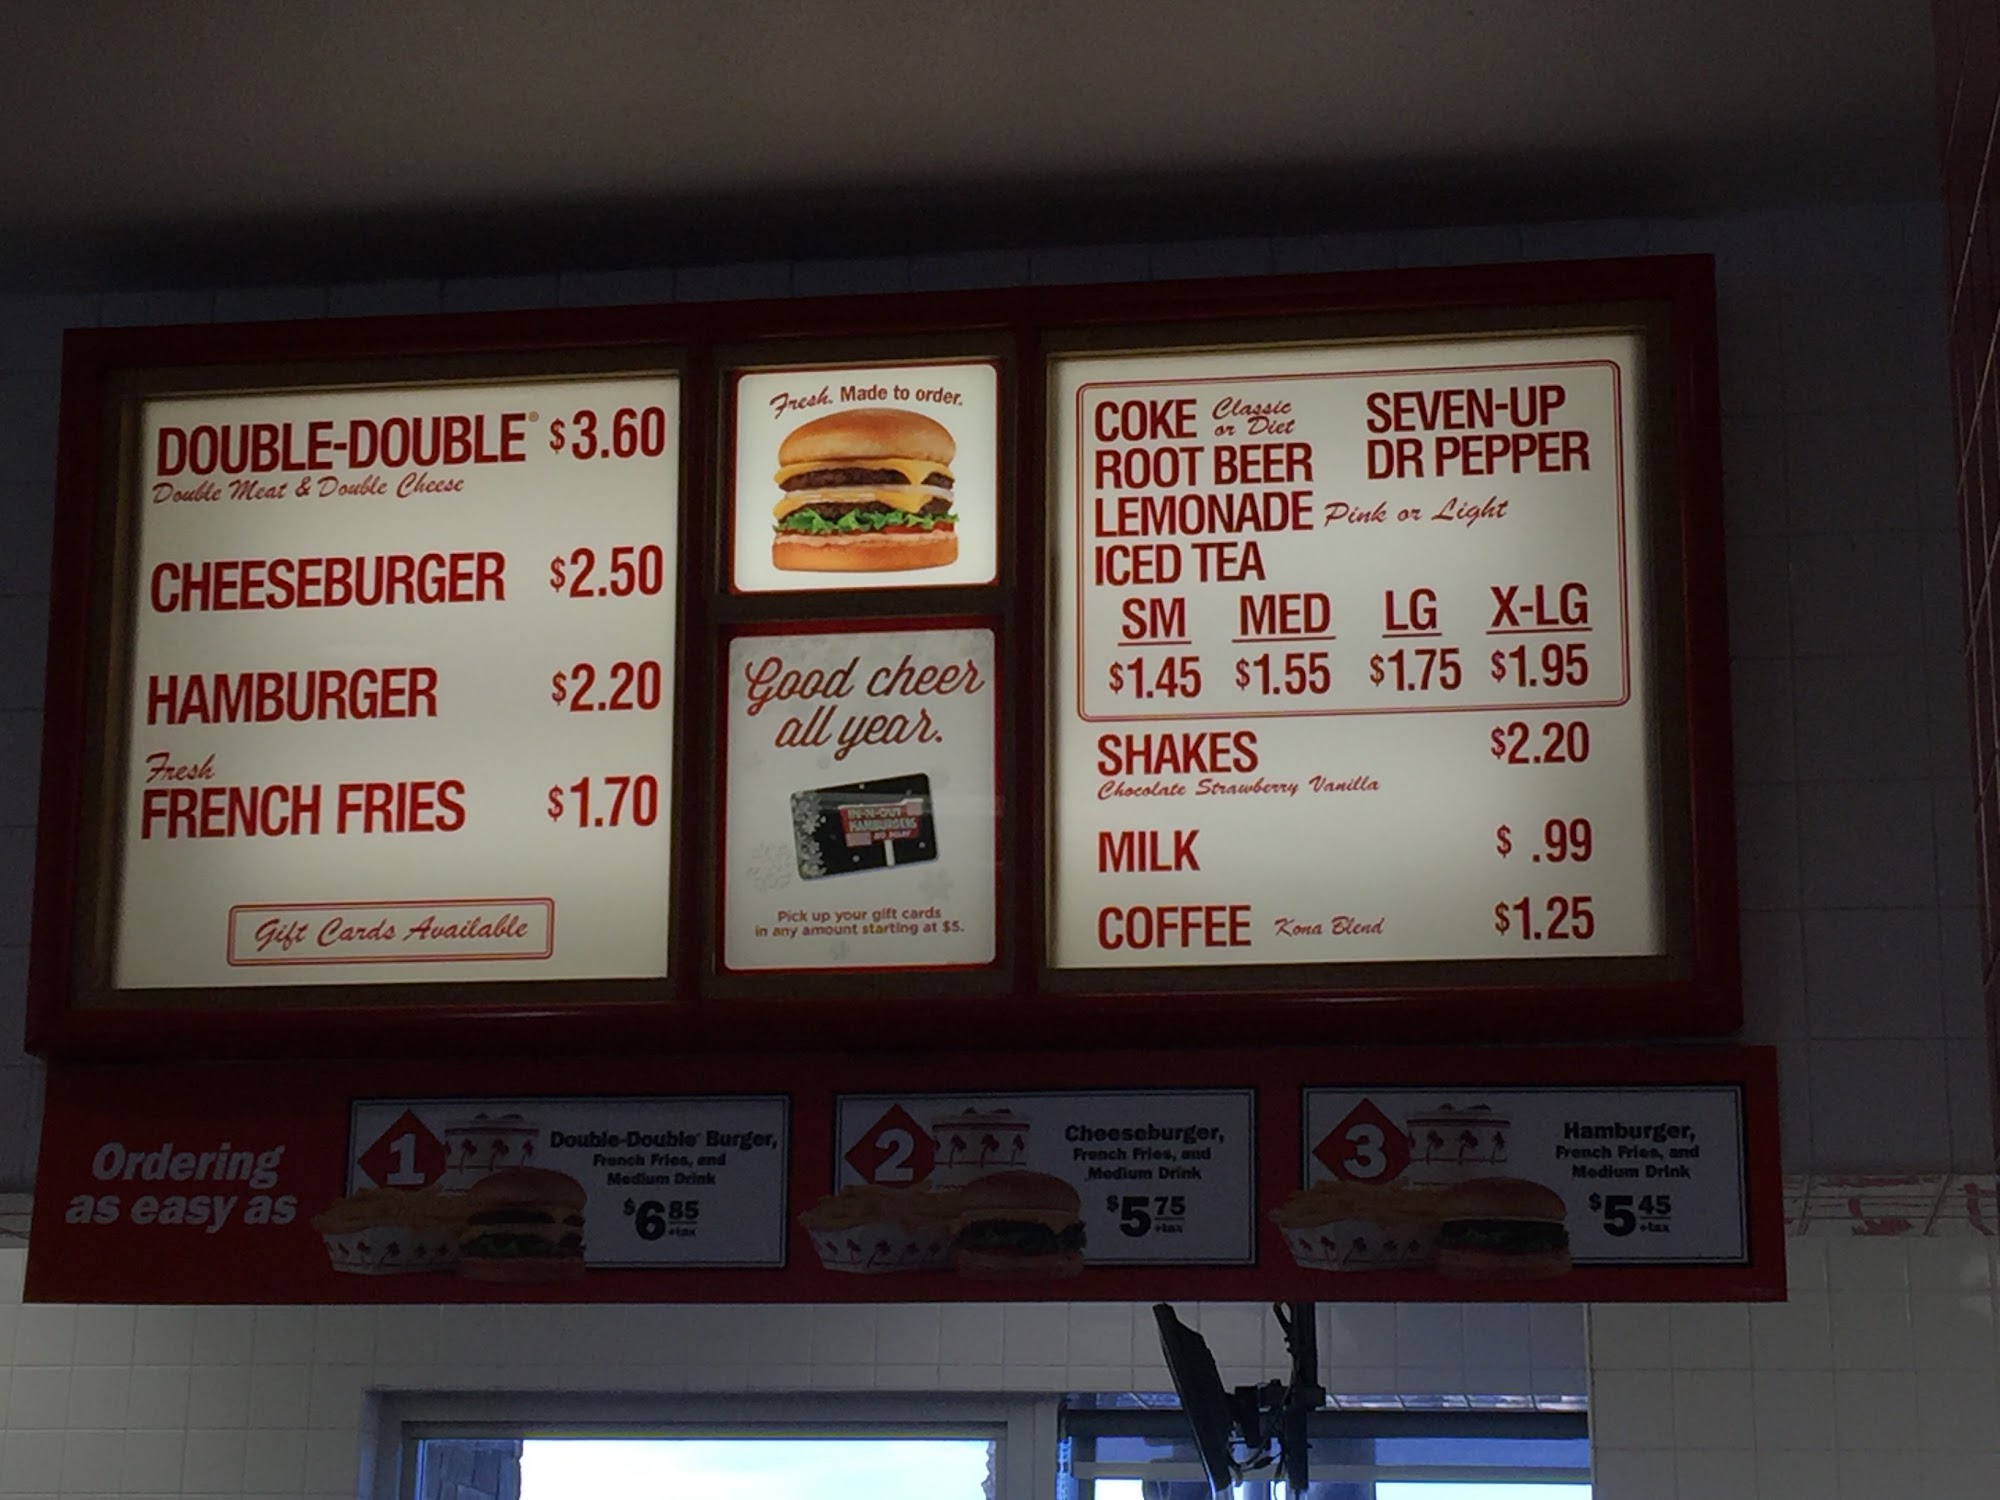 DOUBLE-DOUBLE® $3.60
Double Meat & Double Cheese
CHEESEBURGER $2.50
HAMBURGER $2.20
Fresh
FRENCH FRIES $1.70
Gift Cards Available
Fresh. Made to order.
Good cheer
all year.
IN-N-OUT
HAMBURGERS
Pick up your gift cards
in any amount starting at $5.
COKE Classic or Diet SEVEN-UP
ROOT BEER DR PEPPER
LEMONADE Pink or Light
ICED TEA
SM MED LG X-LG
$1.45 $1.55 $1.75 $1.95
SHAKES $2.20
Chocolate Strawberry Vanilla
MILK $ .99
COFFEE Kona Blend $1.25
Ordering
as easy as
1
Double-Double® Burger,
French Fries, and
Medium Drink
$6 85
+tax
2
Cheeseburger,
French Fries, and
Medium Drink
$5 75
+tax
3
Hamburger,
French Fries, and
Medium Drink
$5 45
+tax